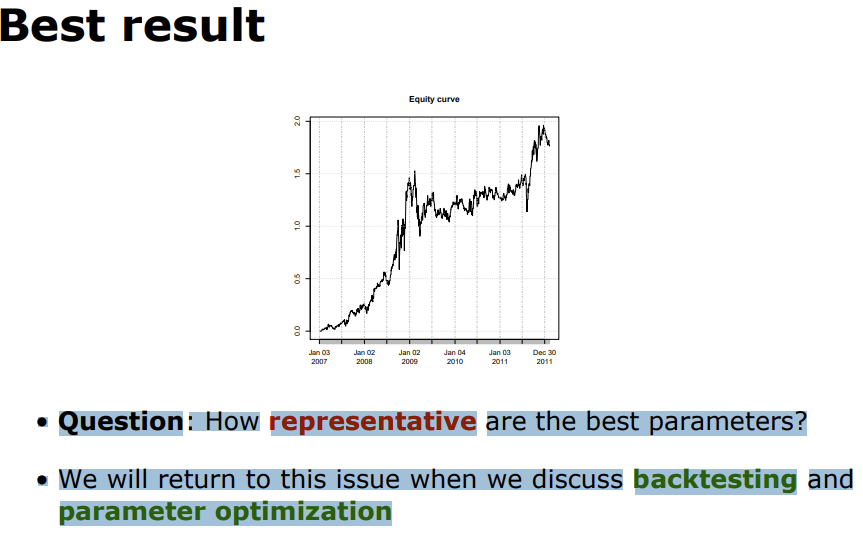 Best result
Equity curve
2.0
1.5
1.0
0.5
0.0
Jan 03 Jan 02 Jan 02 Jan 04 Jan 03 Dec 30
2007 2008 2009 2010 2011 2011
• Question: How representative are the best parameters?
• We will return to this issue when we discuss backtesting and
parameter optimization